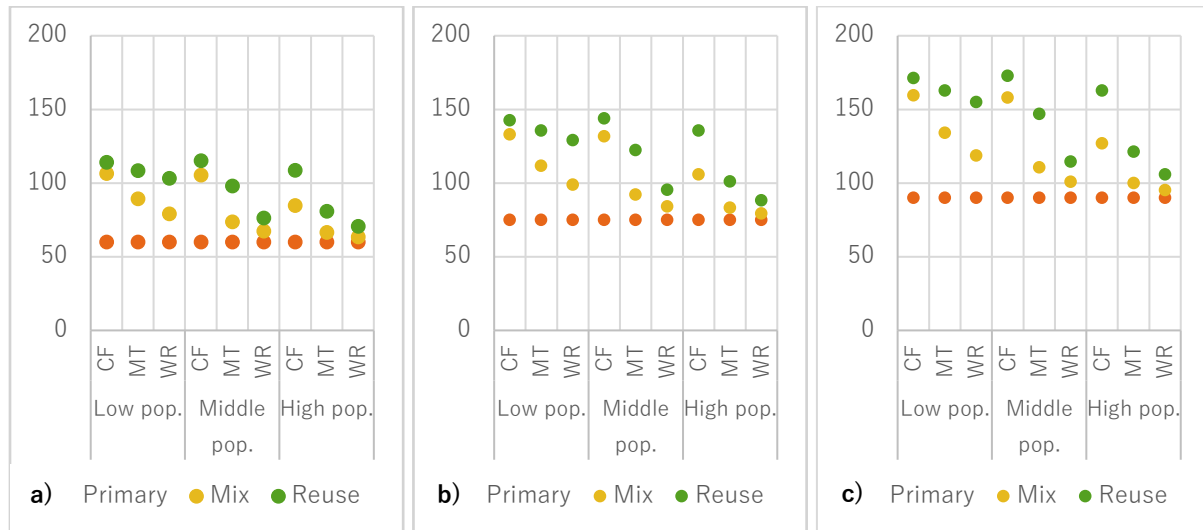 200
150
100
50
0
CF MT WR CF MT WR CF MT WR
Low pop. Middle pop. High pop.
a) Primary Mix Reuse
200
150
100
50
0
CF MT WR CF MT WR CF MT WR
Low pop. Middle pop. High pop.
b) Primary Mix Reuse
200
150
100
50
0
CF MT WR CF MT WR CF MT WR
Low pop. Middle pop. High pop.
c) Primary Mix Reuse